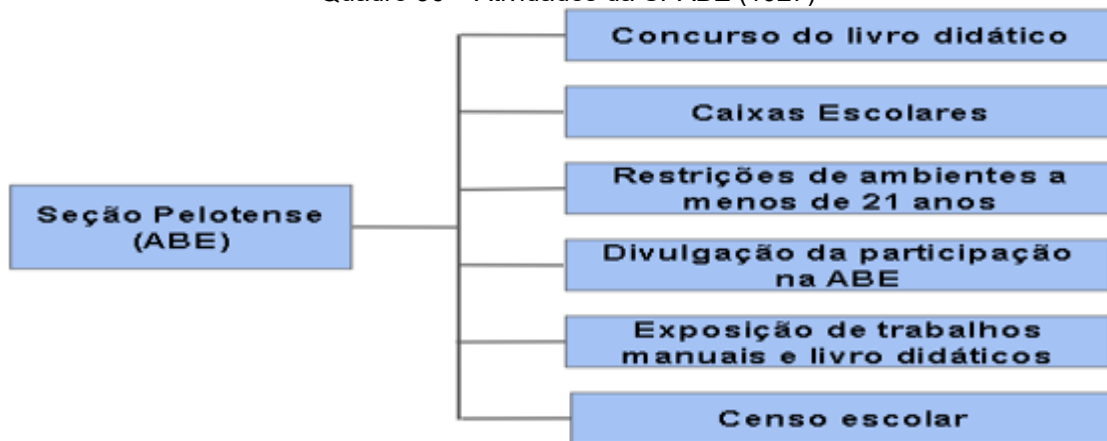 Concurso do livro didático
Caixas Escolares
Restrições de ambientes a
menos de 21 anos
Seção Pelotense
(ABE)
Divulgação da participação
na ABE
Exposição de trabalhos
manuais e livro didáticos
Censo escolar